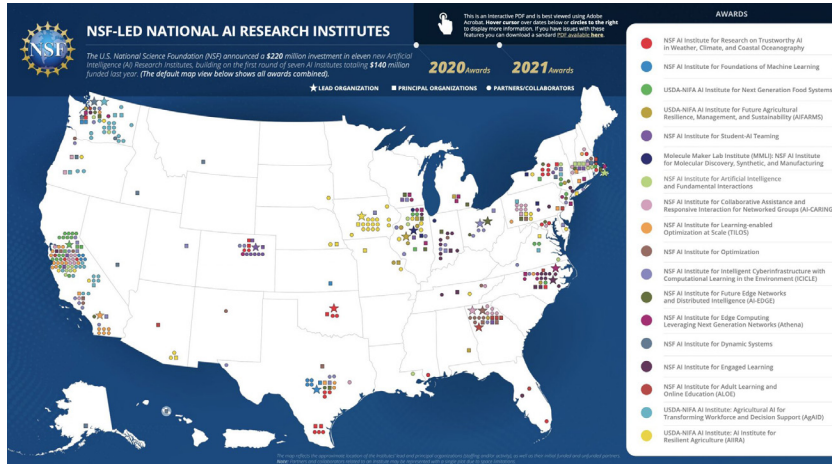 NSF
NSF-LED NATIONAL AI RESEARCH INSTITUTES
The U.S. National Science Foundation (NSF) announced a $220 million investment in eleven new Artificial
Intelligence (AI) Research Institutes, building on the first round of seven AI Institutes totaling $140 million
funded last year. (The default map view below shows all awards combined).
This is an Interactive PDF and is best viewed using Adobe
Acrobat. Hover cursor over dates below or circles to the right
to display more information. If you have issues with these
features you can download a sandard PDF available here.
2020 Awards
2021 Awards
LEAD ORGANIZATION
PRINCIPAL ORGANIZATIONS
PARTNERS/COLLABORATORS
AWARDS
NSF AI Institute for Research on Trustworthy AI
in Weather, Climate, and Coastal Oceanography
NSF AI Institute for Foundations of Machine Learning
USDA-NIFA AI Institute for Next Generation Food Systems
USDA-NIFA AI Institute for Future Agricultural
Resilience, Management, and Sustainability (AIFARMS)
NSF AI Institute for Student-AI Teaming
Molecule Maker Lab Institute (MMLI): NSF AI Institute
for Molecular Discovery, Synthetic, and Manufacturing
NSF AI Institute for Artificial Intelligence
and Fundamental Interactions
NSF AI Institute for Collaborative Assistance and
Responsive Interaction for Networked Groups (AI-CARING)
NSF AI Institute for Learning-enabled
Optimization at Scale (TILOS)
NSF AI Institute for Optimization
NSF AI Institute for Intelligent Cyberinfrastructure with
Computational Learning in the Environment (ICICLE)
NSF AI Institute for Future Edge Networks
and Distributed Intelligence (AI-EDGE)
NSF AI Institute for Edge Computing
Leveraging Next Generation Networks (Athena)
NSF AI Institute for Dynamic Systems
NSF AI Institute for Engaged Learning
NSF AI Institute for Adult Learning and
Online Education (ALOE)
USDA-NIFA AI Institute: Agricultural AI for
Transforming Workforce and Decision Support (AgAID)
USDA-NIFA AI Institute: AI Institute for
Resilient Agriculture (AIIRA)